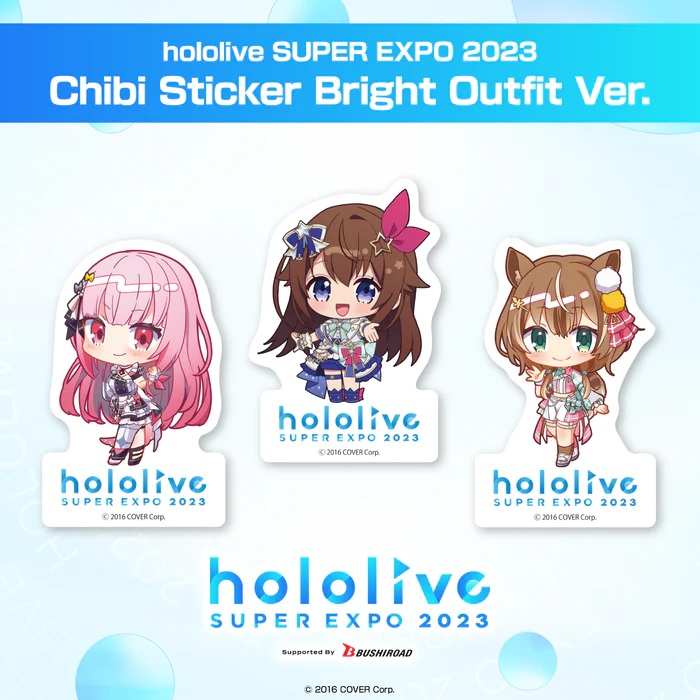 hololive SUPER EXPO 2023
Chibi Sticker Bright Outfit Ver.
hololive
SUPER EXPO 2023
© 2016 COVER Corp.
hololive
SUPER EXPO 2023
© 2016 COVER Corp.
hololive
SUPER EXPO 2023
© 2016 COVER Corp.
hololive
SUPER EXPO 2023
Supported By BUSHIROAD
© 2016 COVER Corp.